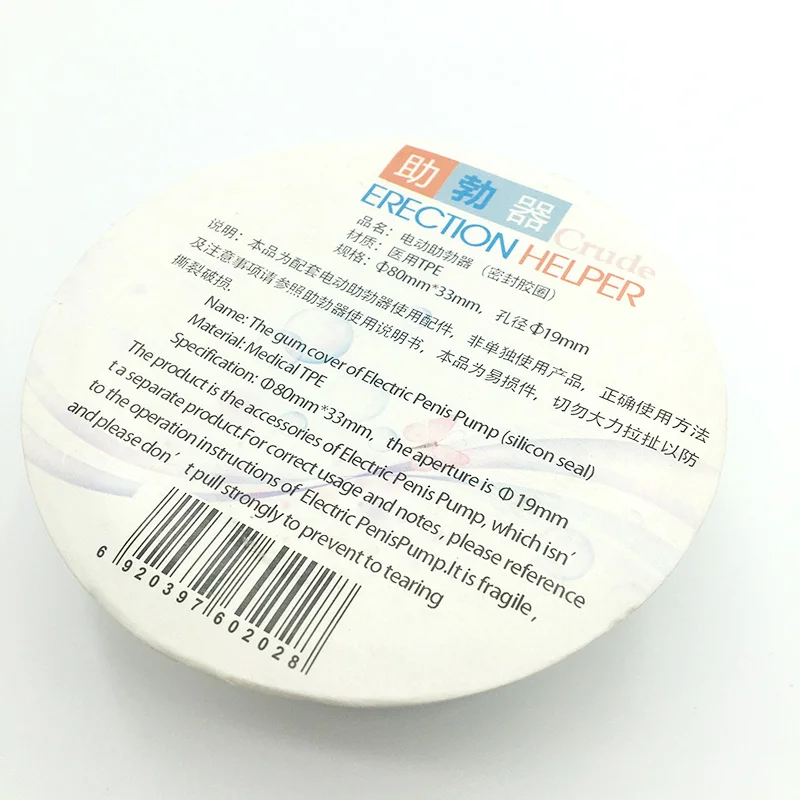 助勃器
Crude
ERECTION HELPER
品名：电动助勃器（密封胶圈）
材质：医用TPE
规格：Φ80mm*33mm，孔径Φ19mm
说明：本品为配套电动助勃器使用配件，非单独使用产品，正确使用方法
及注意事项请参照助勃器使用说明书，本品为易损件，切勿大力拉扯以防
撕裂破损.
Name: The gum cover of Electric Penis Pump (silicon seal)
Material: Medical TPE
Specification: Φ80mm*33mm，the aperture is Φ19mm
The product is the accessories of Electric Penis Pump, which isn'
t a separate product.For correct usage and notes , please reference
to the operation instructions of Electric PenisPump.It is fragile ,
and please don' t pull strongly to prevent to tearing
6 920397 602028